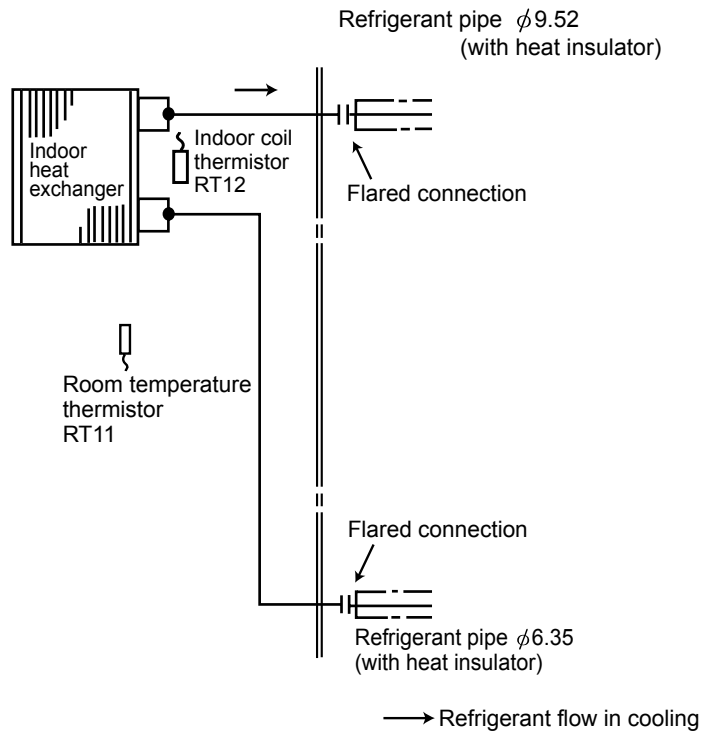 Refrigerant pipe ϕ9.52
(with heat insulator)
Indoor
heat
exchanger
Indoor coil
thermistor
RT12
Flared connection
Room temperature
thermistor
RT11
Flared connection
Refrigerant pipe ϕ6.35
(with heat insulator)
Refrigerant flow in cooling